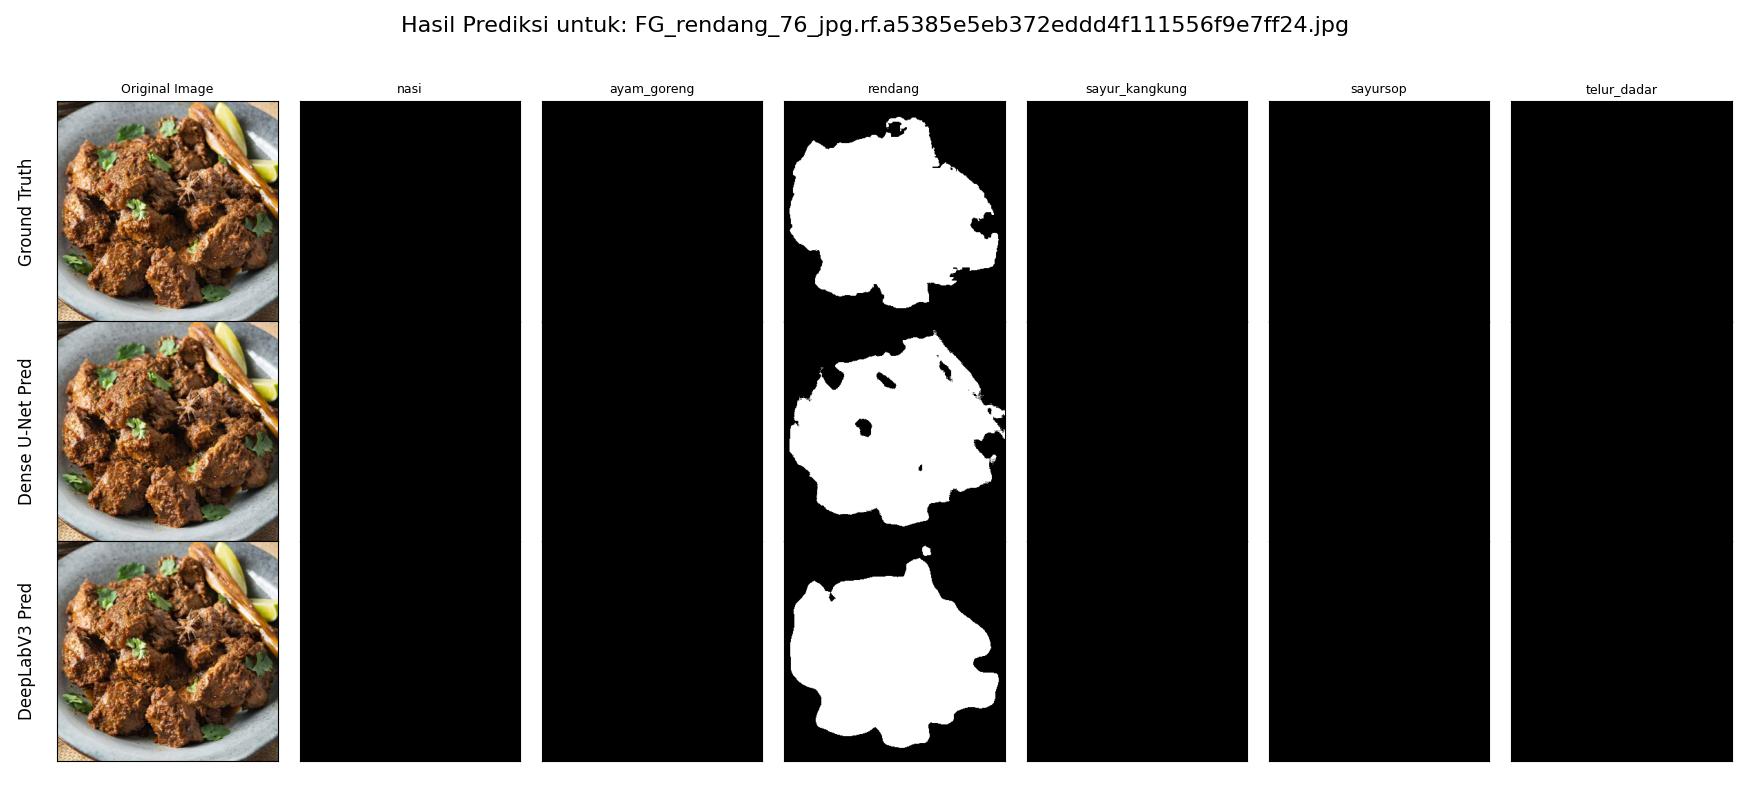 Hasil Prediksi untuk: FG_rendang_76_jpg.rf.a5385e5eb372eddd4f111556f9e7ff24.jpg
Original Image
nasi
ayam_goreng
rendang
sayur_kangkung
sayursop
telur_dadar
Ground Truth
Dense U-Net Pred
DeepLabV3 Pred